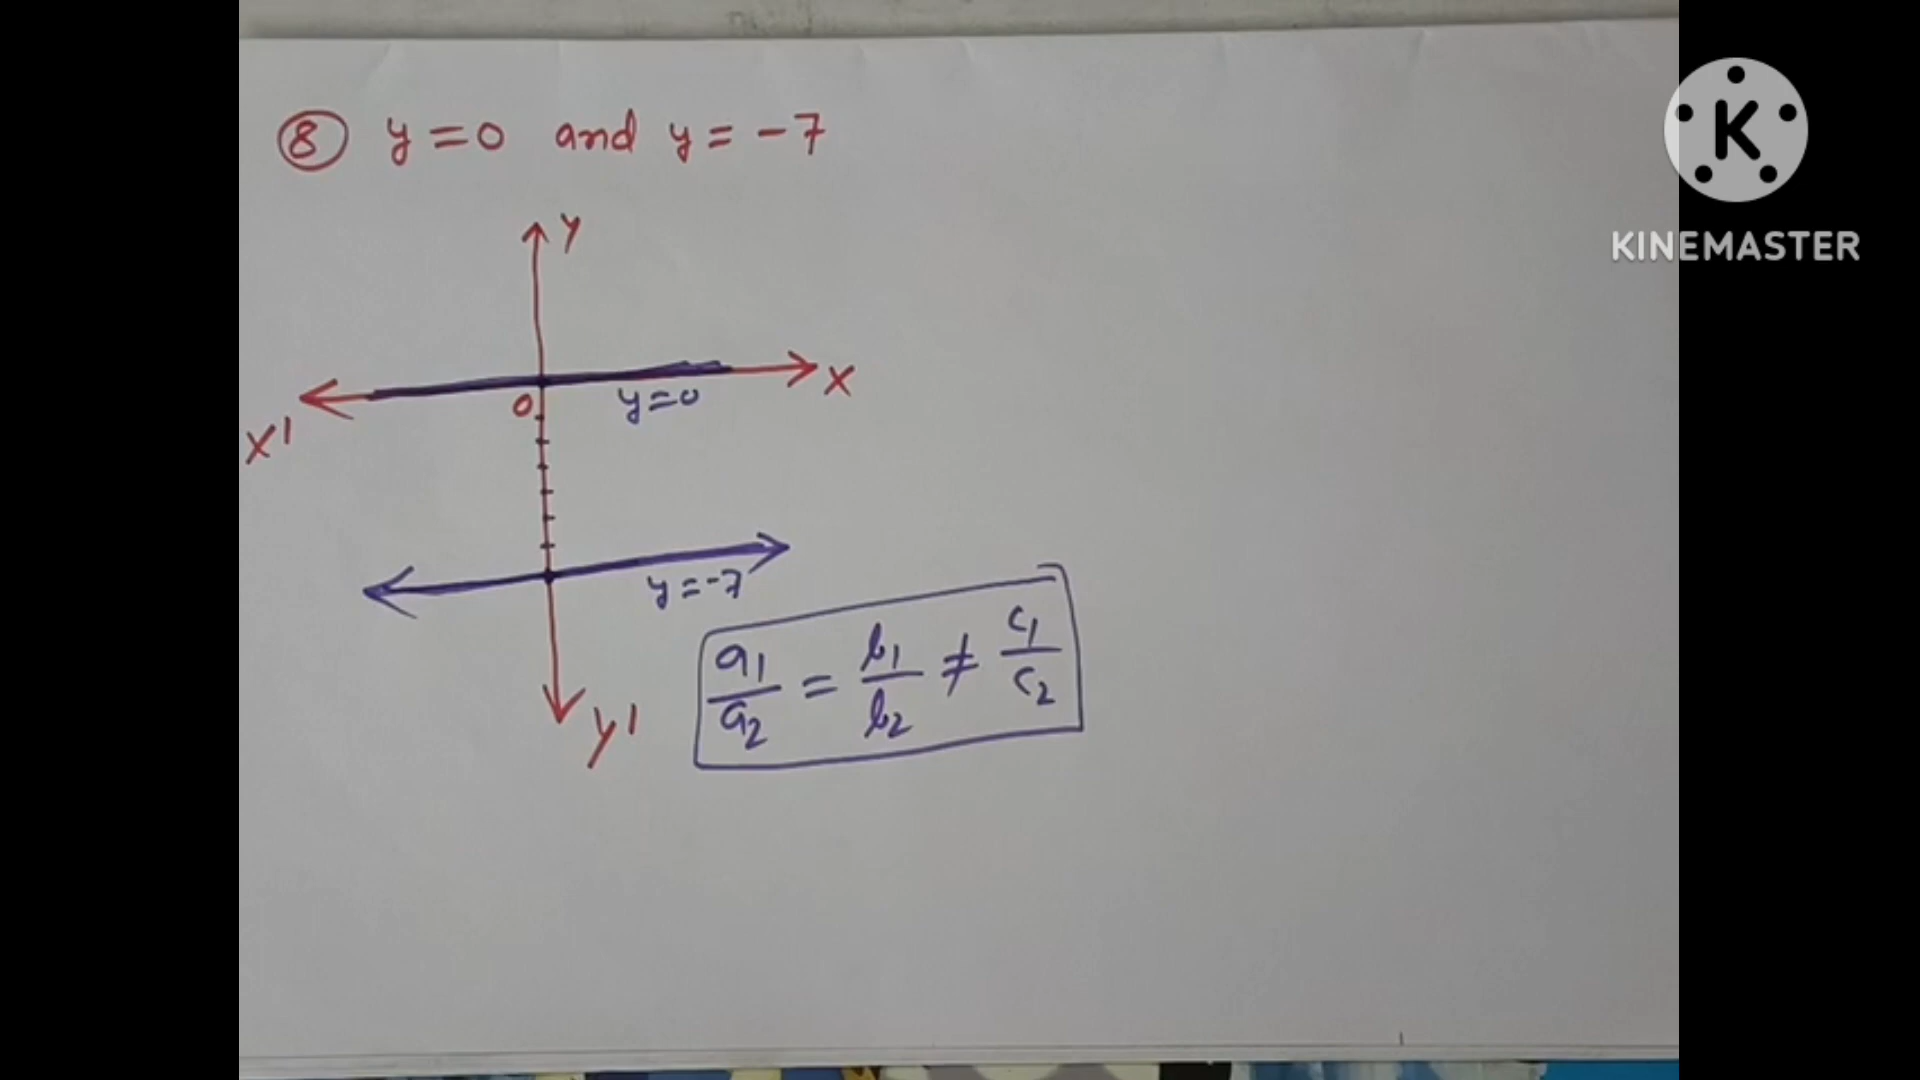 8 y = 0 and y = -7
K
KINEMASTER
Y
X
0
y=0
X'
y=-7
a1/a2 = b1/b2 ≠ c1/c2
Y'